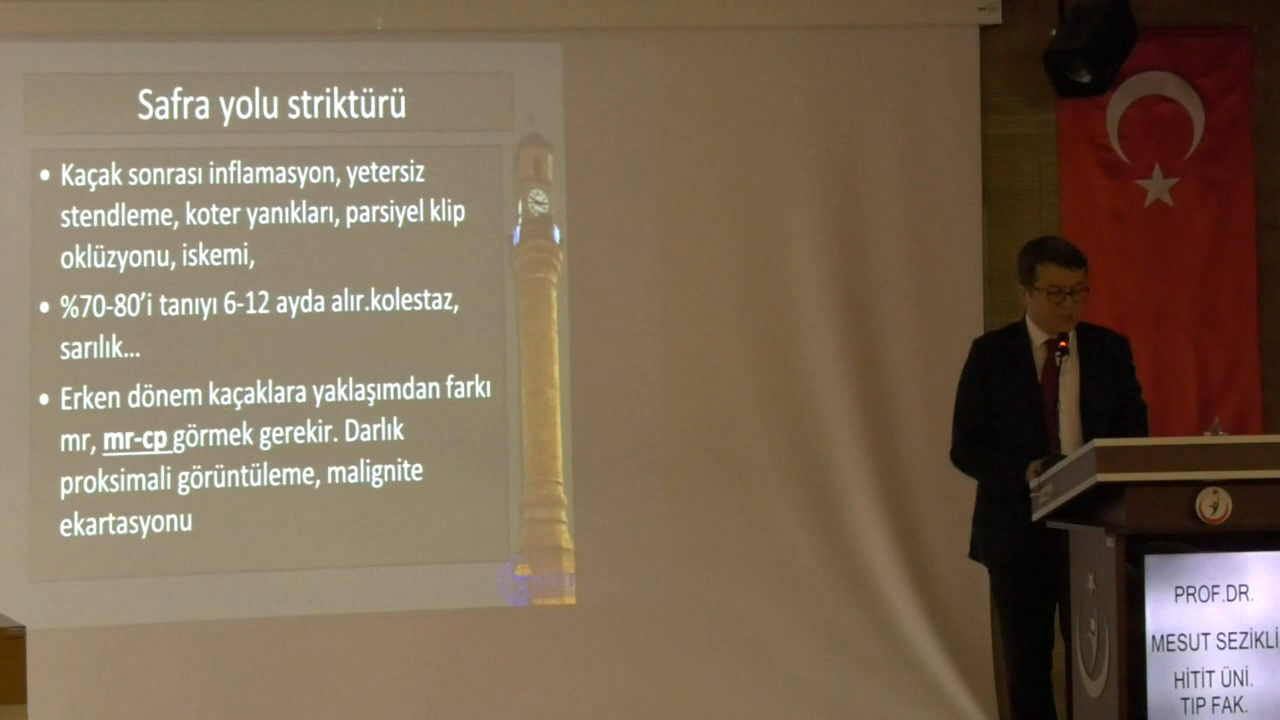 Safra yolu striktürü
• Kaçak sonrası inflamasyon, yetersiz
stendleme, koter yanıkları, parsiyel klip
oklüzyonu, iskemi,
• %70-80’i tanıyı 6-12 ayda alır.kolestaz,
sarılık...
• Erken dönem kaçaklara yaklaşımdan farkı
mr, mr-cp görmek gerekir. Darlık
proksimali görüntüleme, malignite
ekartasyonu
PROF.DR.
MESUT SEZIKLI
HİTİT ÜNİ.
TIP FAK.